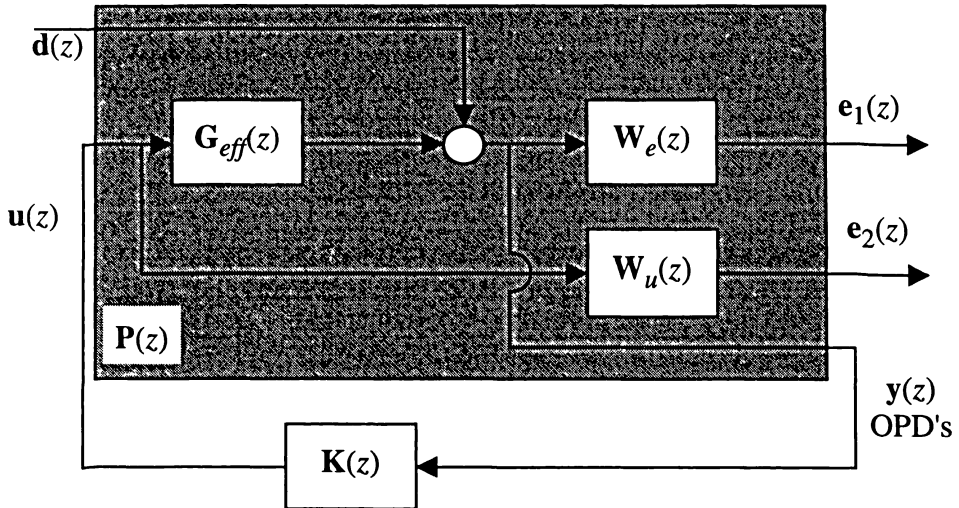 d(z)
G_eff(z)
W_e(z)
e_1(z)
u(z)
W_u(z)
e_2(z)
P(z)
y(z)
OPD's
K(z)